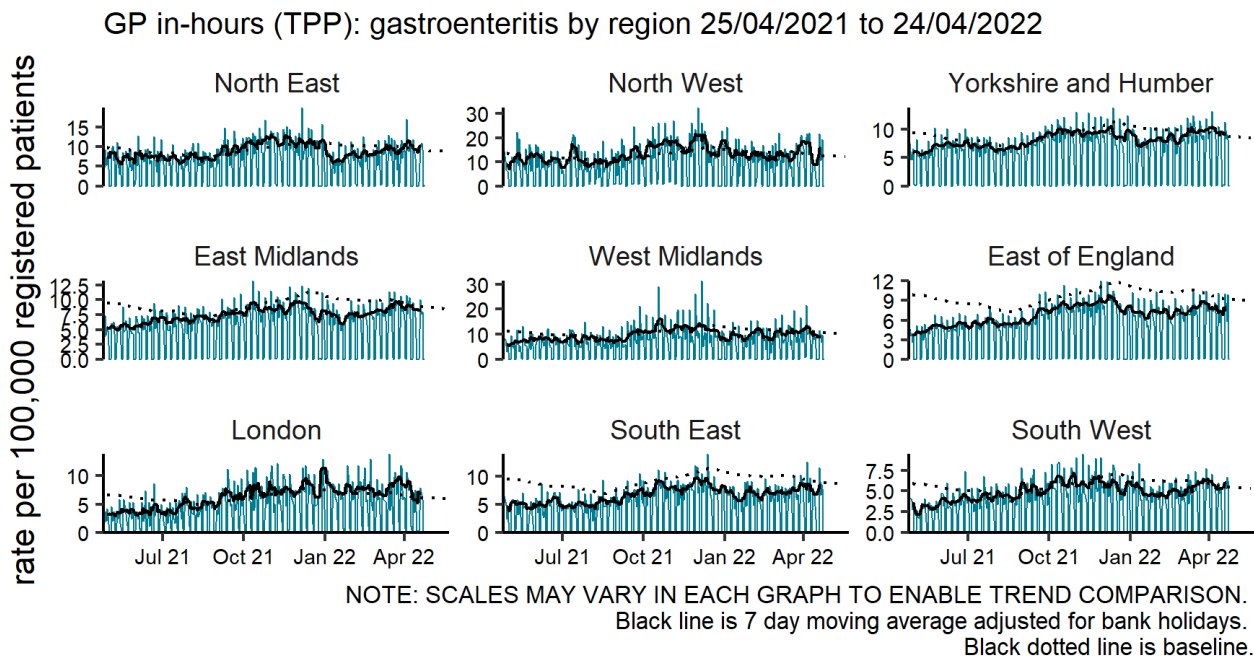 GP in-hours (TPP): gastroenteritis by region 25/04/2021 to 24/04/2022
rate per 100,000 registered patients
North East
15
10
5
0
North West
30
20
10
0
Yorkshire and Humber
10
5
0
East Midlands
12.5
10.0
7.5
5.0
2.5
0.0
West Midlands
30
20
10
0
East of England
12
9
6
3
0
London
10
5
0
Jul 21 Oct 21 Jan 22 Apr 22
South East
10
5
0
Jul 21 Oct 21 Jan 22 Apr 22
South West
7.5
5.0
2.5
0.0
Jul 21 Oct 21 Jan 22 Apr 22
NOTE: SCALES MAY VARY IN EACH GRAPH TO ENABLE TREND COMPARISON.
Black line is 7 day moving average adjusted for bank holidays.
Black dotted line is baseline.